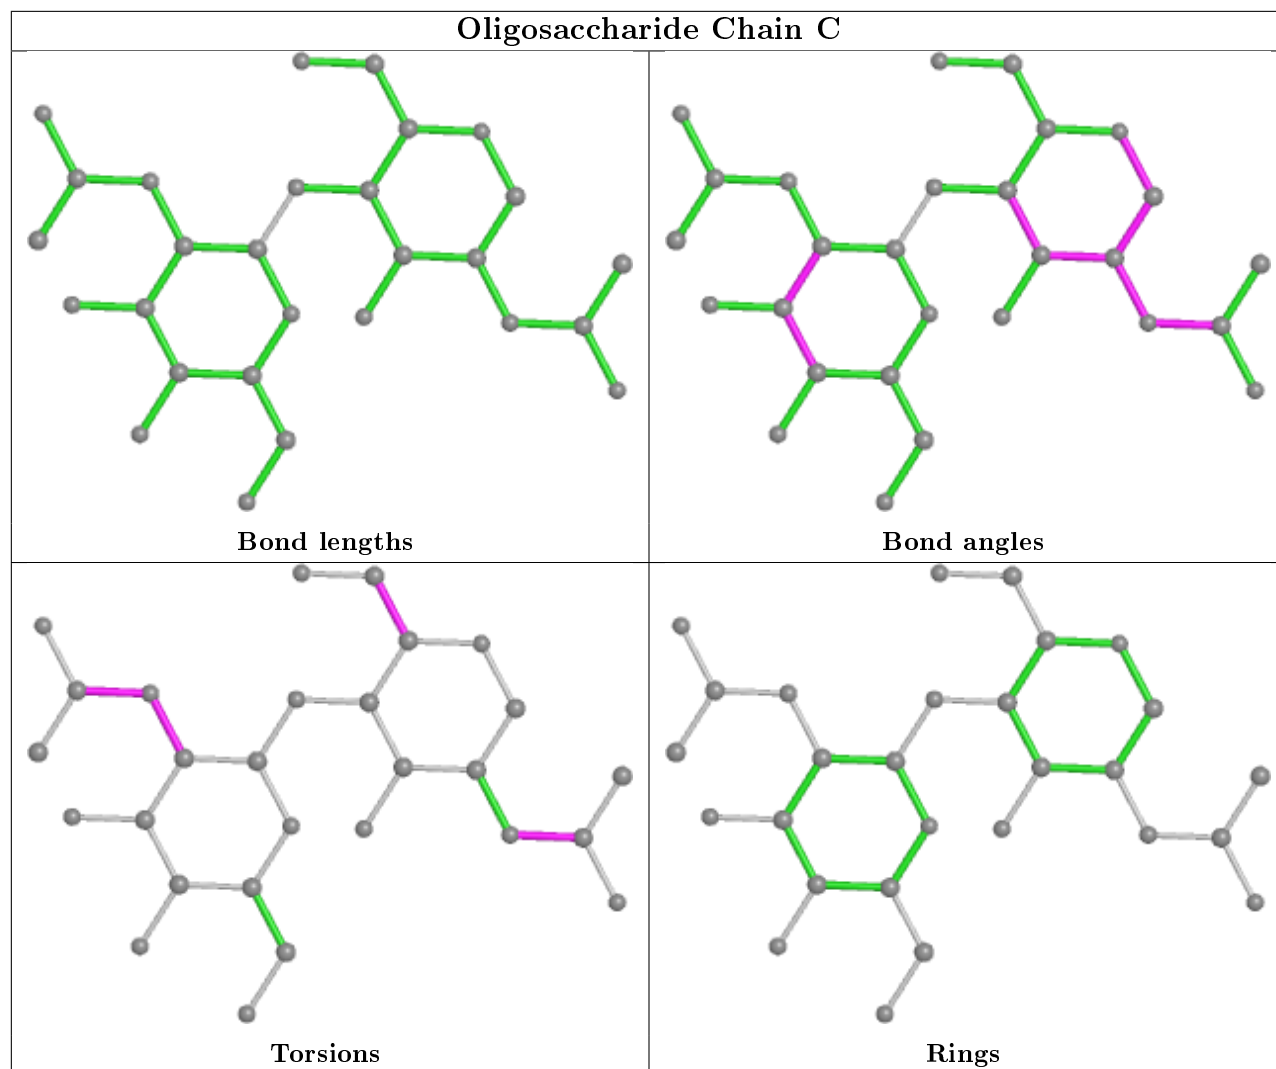 Oligosaccharide Chain C
Bond lengths
Bond angles
Torsions
Rings